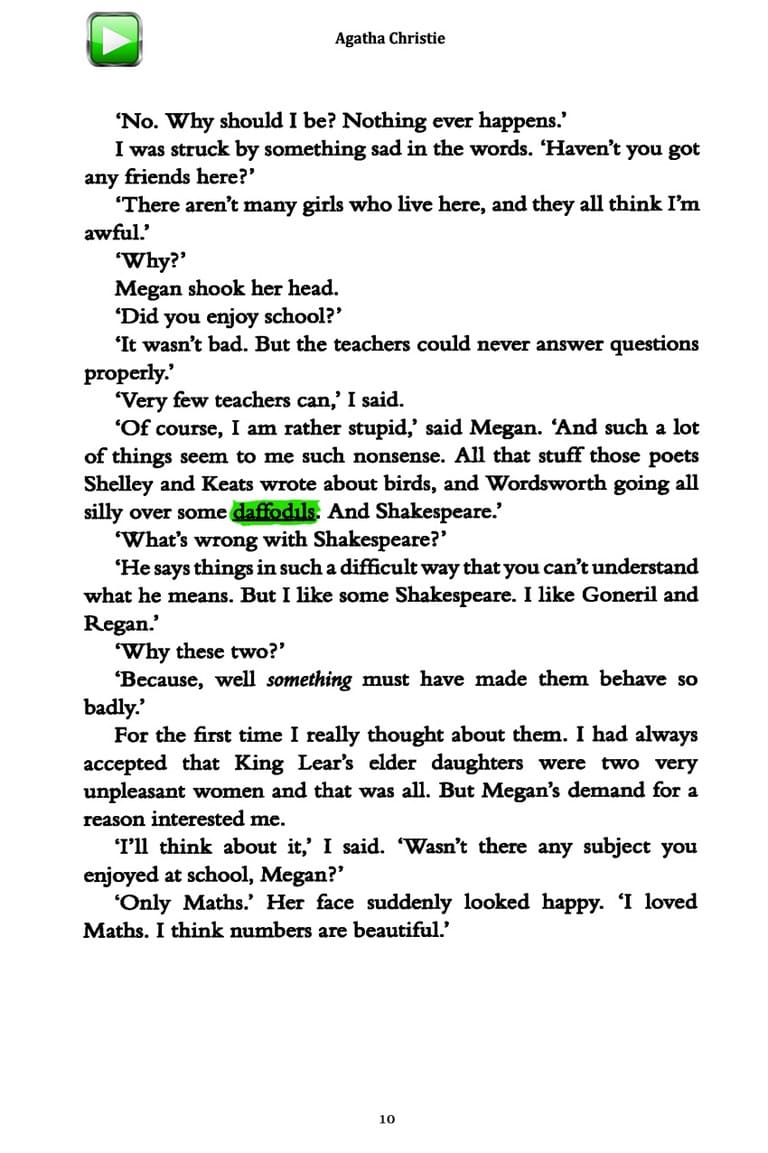 Agatha Christie
‘No. Why should I be? Nothing ever happens.’
I was struck by something sad in the words. ‘Haven’t you got
any friends here?’
‘There aren’t many girls who live here, and they all think I’m
awful.’
‘Why?’
Megan shook her head.
‘Did you enjoy school?’
‘It wasn’t bad. But the teachers could never answer questions
properly.’
‘Very few teachers can,’ I said.
‘Of course, I am rather stupid,’ said Megan. ‘And such a lot
of things seem to me such nonsense. All that stuff those poets
Shelley and Keats wrote about birds, and Wordsworth going all
silly over some daffodils. And Shakespeare.’
‘What’s wrong with Shakespeare?’
‘He says things in such a difficult way that you can’t understand
what he means. But I like some Shakespeare. I like Goneril and
Regan.’
‘Why these two?’
‘Because, well something must have made them behave so
badly.’
For the first time I really thought about them. I had always
accepted that King Lear’s elder daughters were two very
unpleasant women and that was all. But Megan’s demand for a
reason interested me.
‘I’ll think about it,’ I said. ‘Wasn’t there any subject you
enjoyed at school, Megan?’
‘Only Maths.’ Her face suddenly looked happy. ‘I loved
Maths. I think numbers are beautiful.’
10